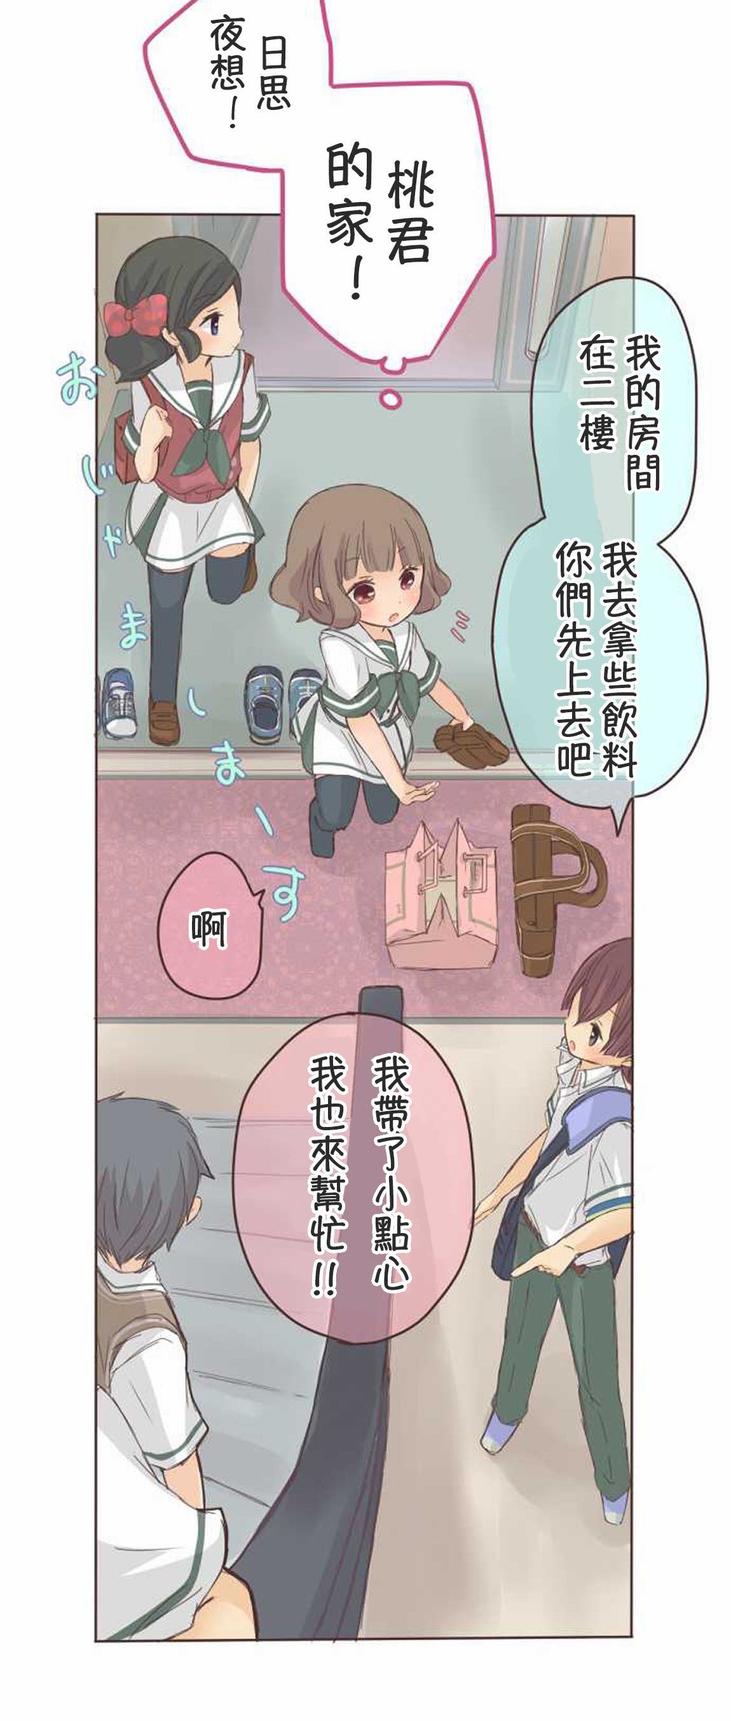 日思
夜想！
桃君
的家！
我的房間
在二樓
我去拿些飲料
你們先上去吧
おじゃましまーす
啊
我帶了小點心
我也來幫忙!!